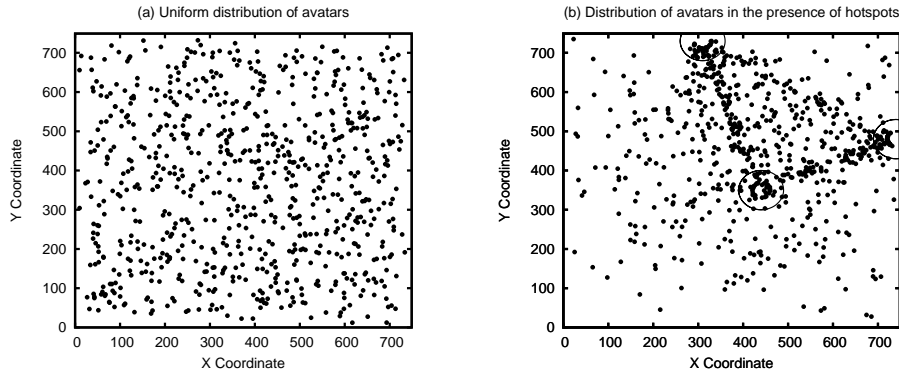 (a) Uniform distribution of avatars
700
600
500
400
300
200
100
0
Y Coordinate
0 100 200 300 400 500 600 700
X Coordinate
(b) Distribution of avatars in the presence of hotspots
700
600
500
400
300
200
100
0
Y Coordinate
0 100 200 300 400 500 600 700
X Coordinate